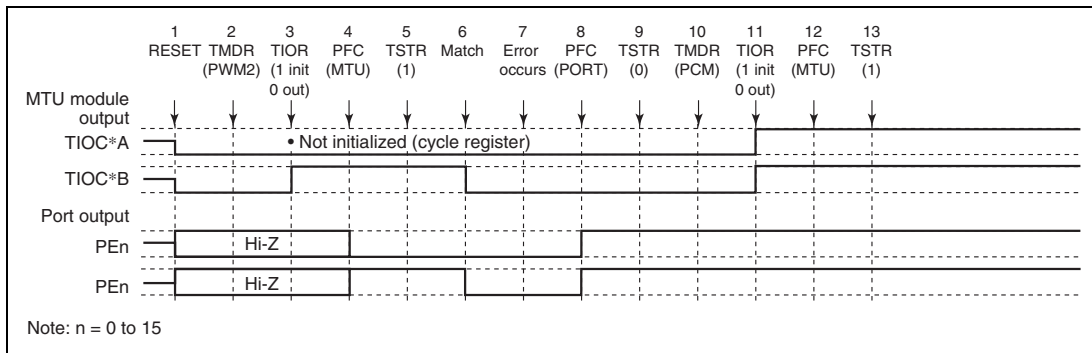 1 2 3 4 5 6 7 8 9 10 11 12 13
RESET TMDR TIOR PFC TSTR Match Error PFC TSTR TMDR TIOR PFC TSTR
(PWM2) (1 init (MTU) (1) occurs (PORT) (0) (PCM) (1 init (MTU) (1)
0 out) 0 out)
MTU module
output
TIOC*A • Not initialized (cycle register)
TIOC*B
Port output
PEn Hi-Z
PEn Hi-Z
Note: n = 0 to 15